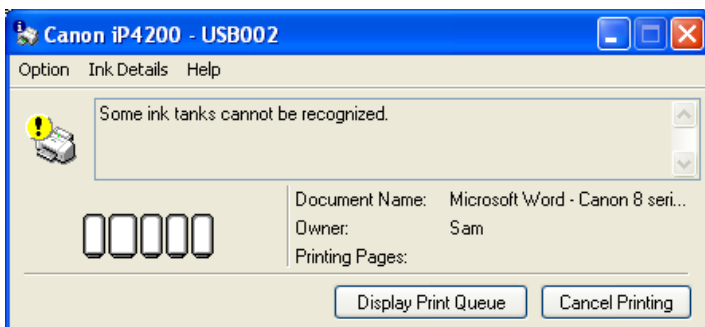 Canon iP4200 - USB002
Option Ink Details Help
Some ink tanks cannot be recognized.
Document Name: Microsoft Word - Canon 8 seri...
Owner: Sam
Printing Pages:
Display Print Queue Cancel Printing